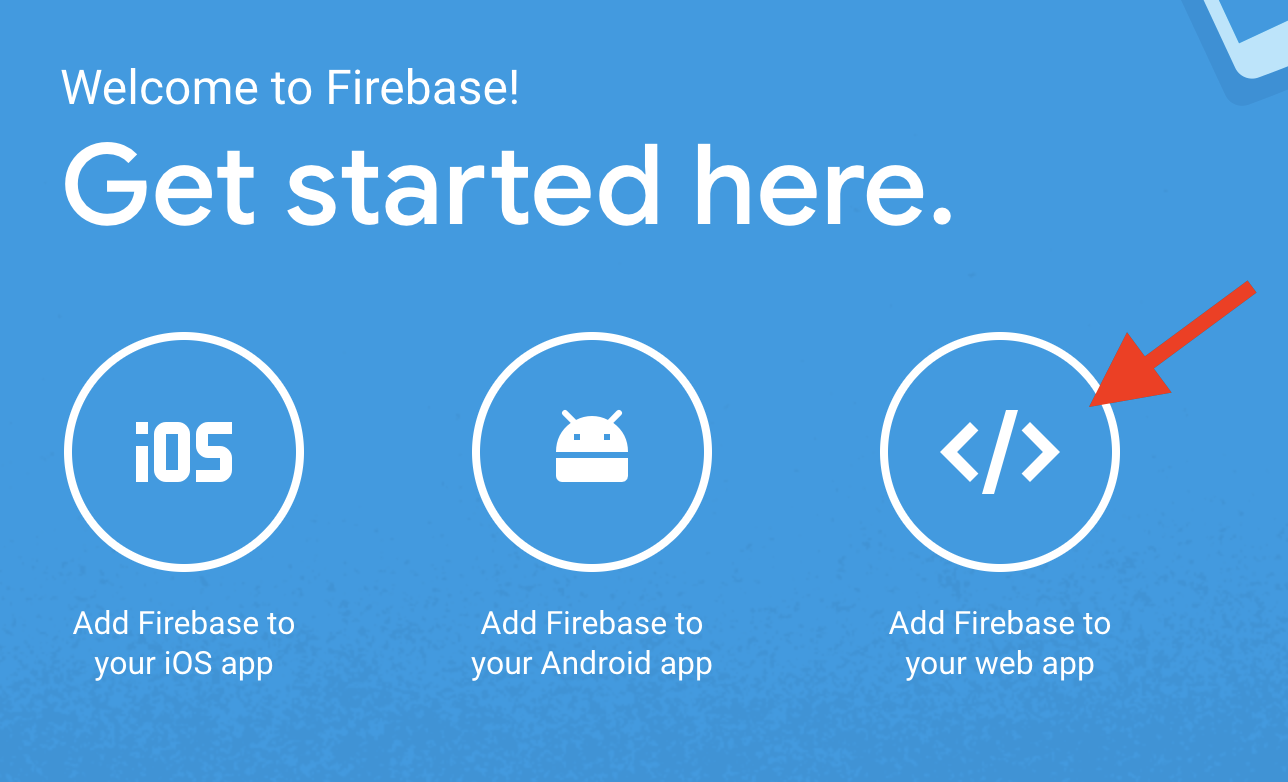 Welcome to Firebase!
Get started here.
iOS
</>
Add Firebase to
your iOS app
Add Firebase to
your Android app
Add Firebase to
your web app